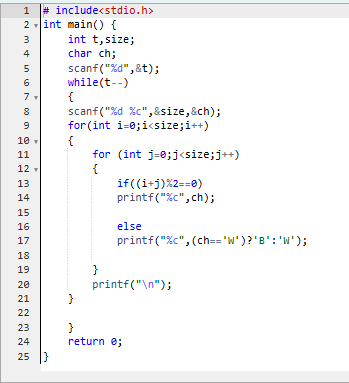 1 # include<stdio.h>
2 int main() {
3 int t,size;
4 char ch;
5 scanf("%d",&t);
6 while(t--)
7 {
8 scanf("%d %c",&size,&ch);
9 for(int i=0;i<size;i++)
10 {
11 for (int j=0;j<size;j++)
12 {
13 if((i+j)%2==0)
14 printf("%c",ch);
15
16 else
17 printf("%c",(ch=='W')?'B':'W');
18
19 }
20 printf("\n");
21 }
22
23 }
24 return 0;
25 }